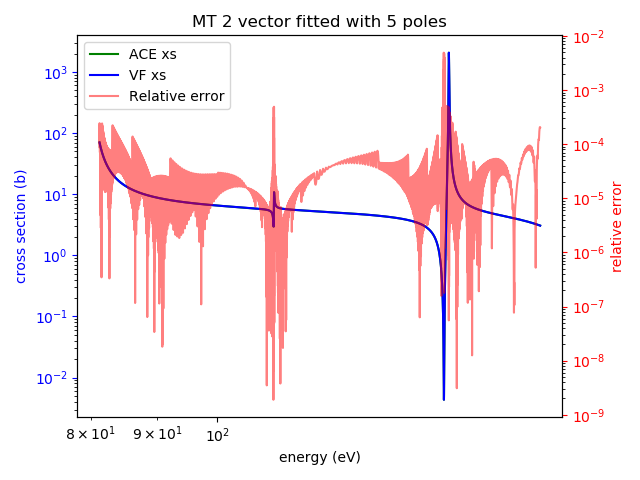 MT 2 vector fitted with 5 poles
ACE xs
VF xs
Relative error
cross section (b)
10³
10²
10¹
10⁰
10⁻¹
10⁻²
relative error
10⁻²
10⁻³
10⁻⁴
10⁻⁵
10⁻⁶
10⁻⁷
10⁻⁸
10⁻⁹
8 × 10¹ 9 × 10¹ 10²
energy (eV)